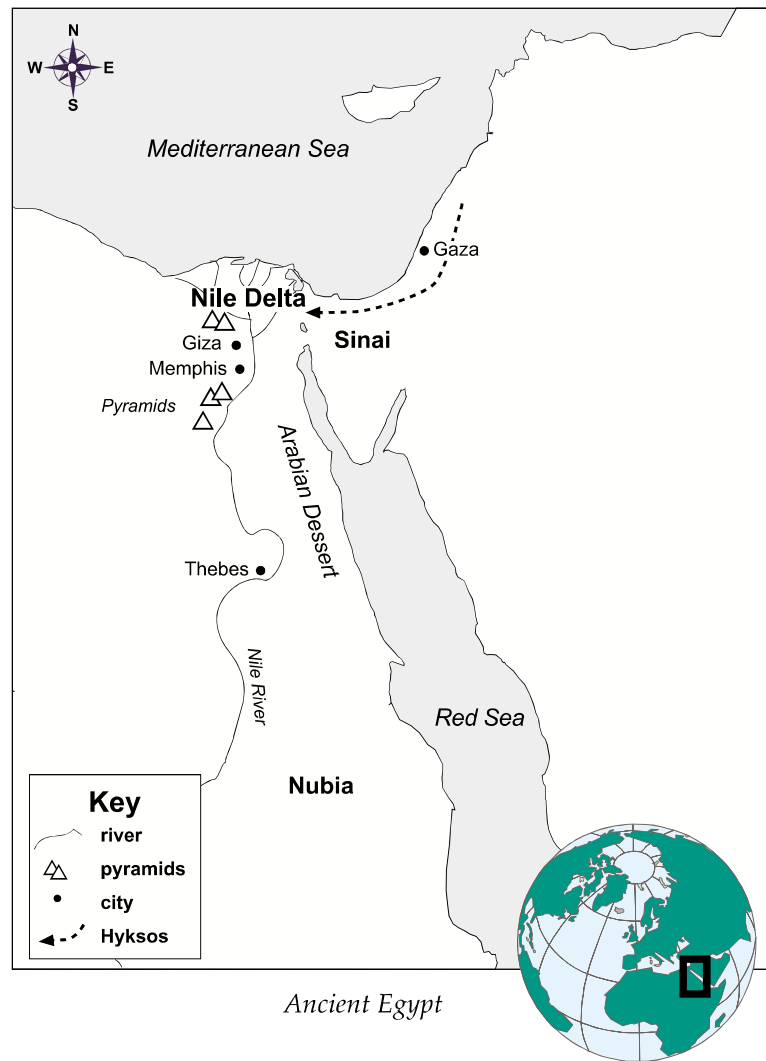 N
W E
S
Mediterranean Sea
Gaza
Nile Delta
Sinai
Giza
Memphis
Pyramids
Arabian Dessert
Thebes
Nile River
Red Sea
Nubia
Key
river
pyramids
city
Hyksos
Ancient Egypt